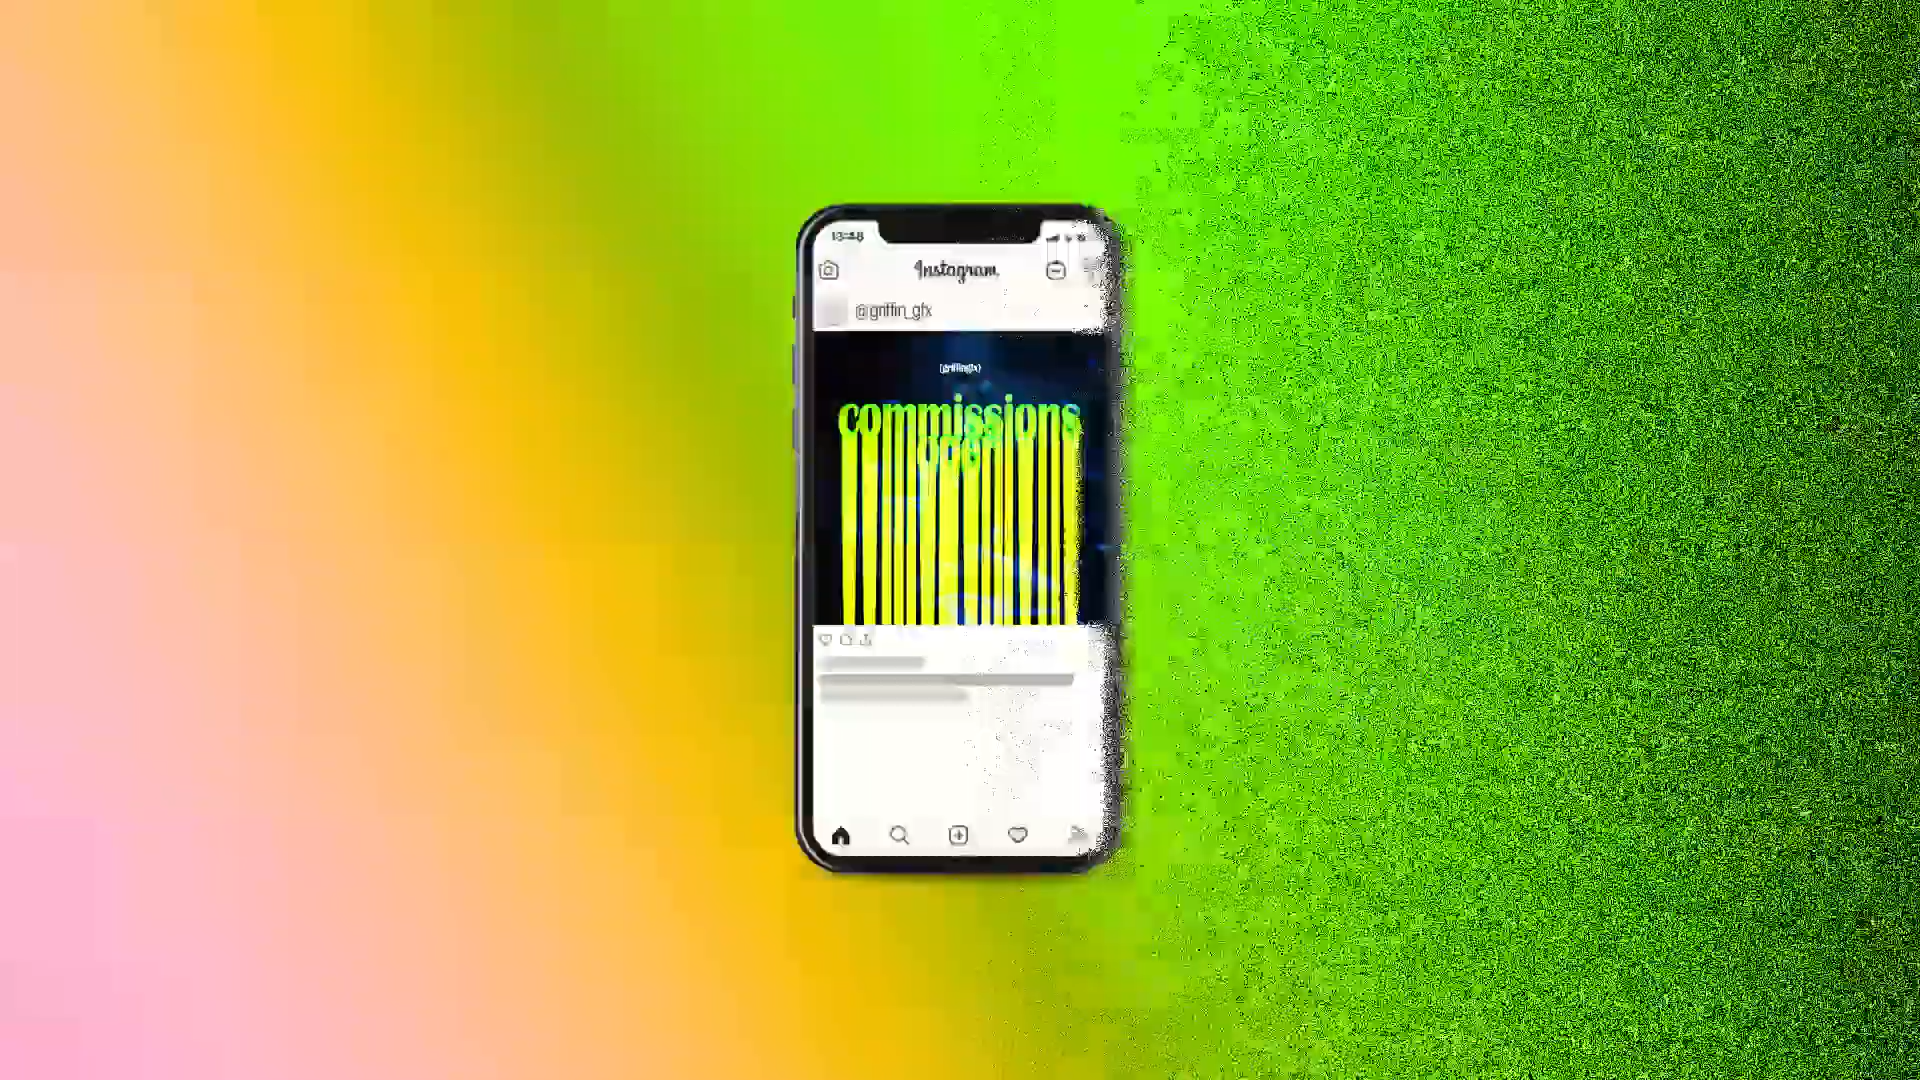 13:48
Instagram
@griffin_gfx
(griffingfx)
commissions